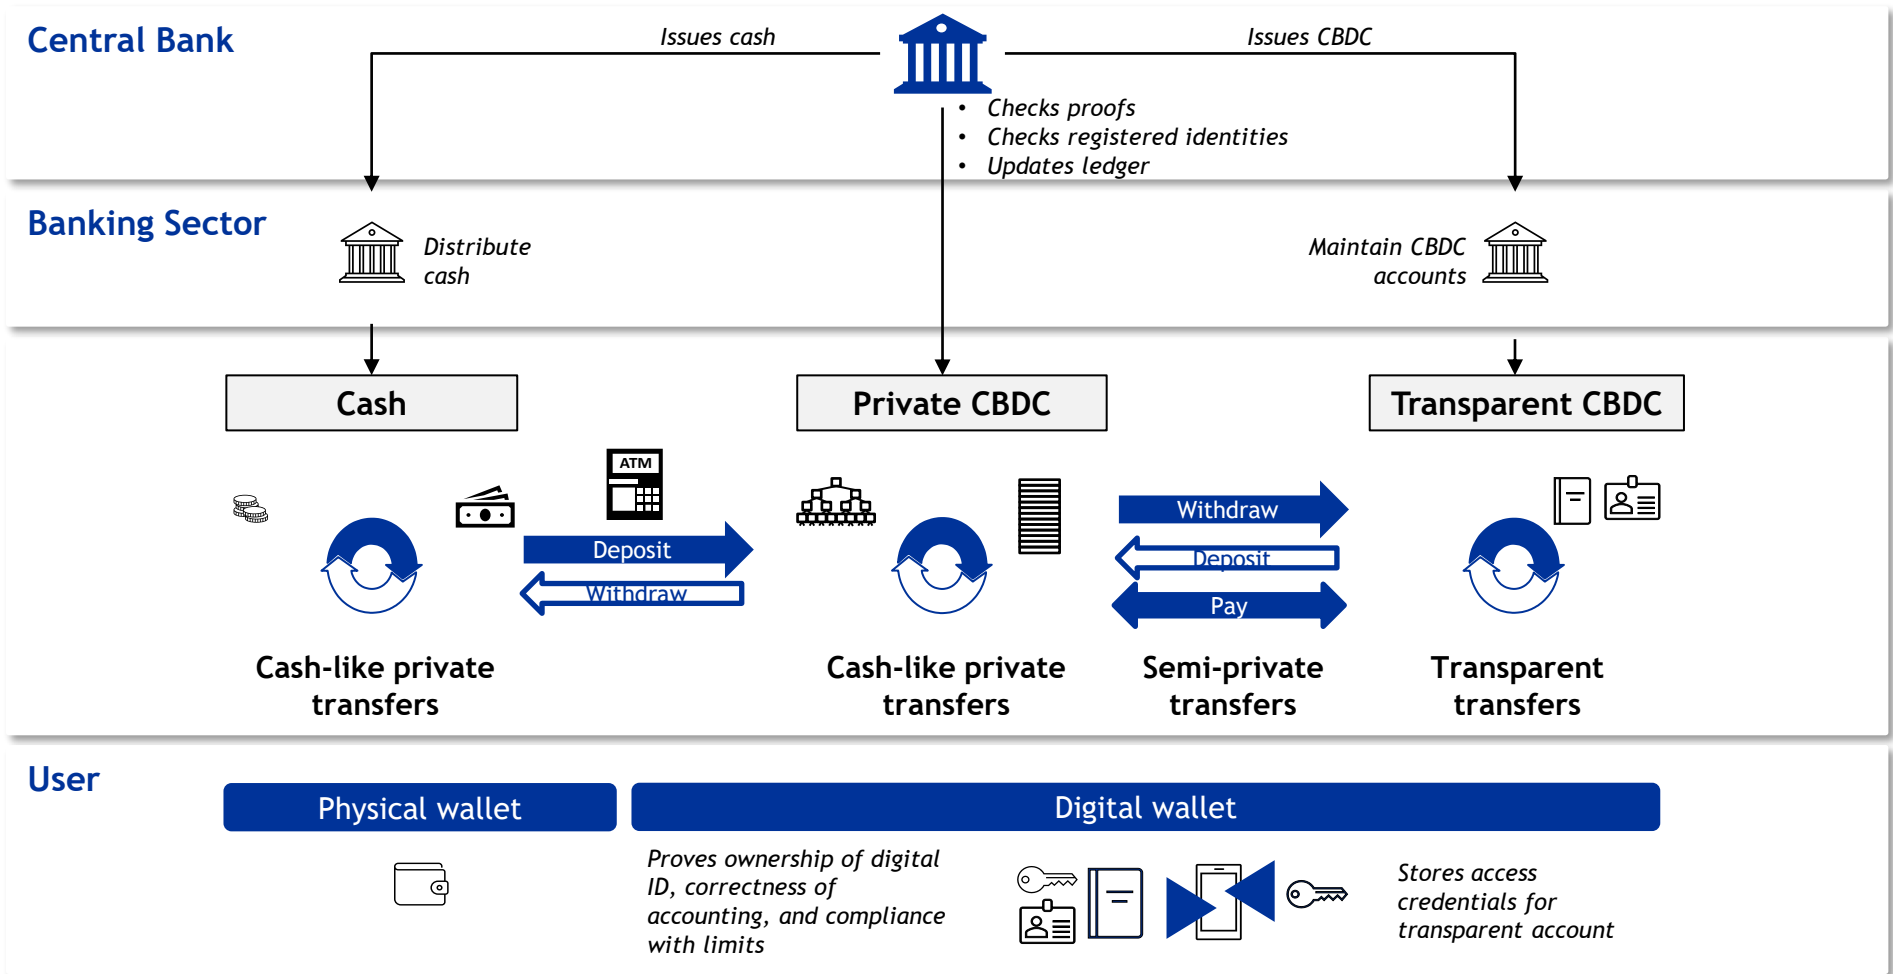 Central Bank
Issues cash
Issues CBDC
• Checks proofs
• Checks registered identities
• Updates ledger
Banking Sector
Distribute
cash
Maintain CBDC
accounts
Cash
Private CBDC
Transparent CBDC
ATM
Deposit
Withdraw
Withdraw
Deposit
Pay
Cash-like private
transfers
Cash-like private
transfers
Semi-private
transfers
Transparent
transfers
User
Physical wallet
Digital wallet
Proves ownership of digital
ID, correctness of
accounting, and compliance
with limits
Stores access
credentials for
transparent account